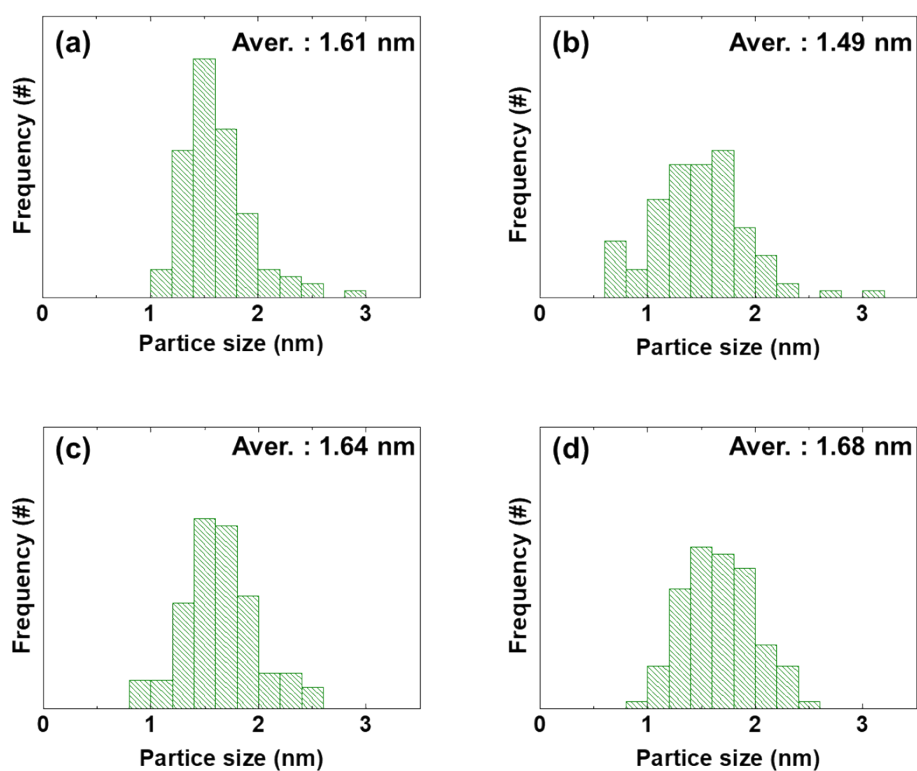 (a) Aver. : 1.61 nm
Frequency (#)
0 1 2 3
Partice size (nm)
(b) Aver. : 1.49 nm
Frequency (#)
0 1 2 3
Partice size (nm)
(c) Aver. : 1.64 nm
Frequency (#)
0 1 2 3
Partice size (nm)
(d) Aver. : 1.68 nm
Frequency (#)
0 1 2 3
Partice size (nm)